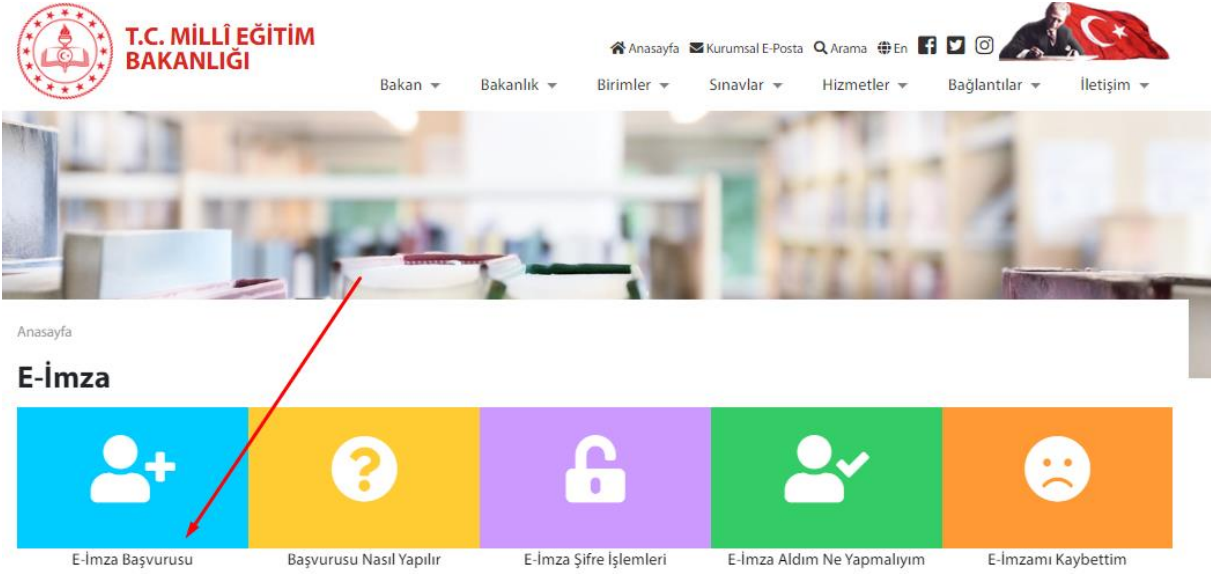 T.C. MİLLÎ EĞİTİM
BAKANLIĞI
Anasayfa Kurumsal E-Posta Arama En
Bakan Bakanlık Birimler Sınavlar Hizmetler Bağlantılar İletişim
Anasayfa
E-İmza
E-İmza Başvurusu Başvurusu Nasıl Yapılır E-İmza Şifre İşlemleri E-İmza Aldım Ne Yapmalıyım E-İmzamı Kaybettim